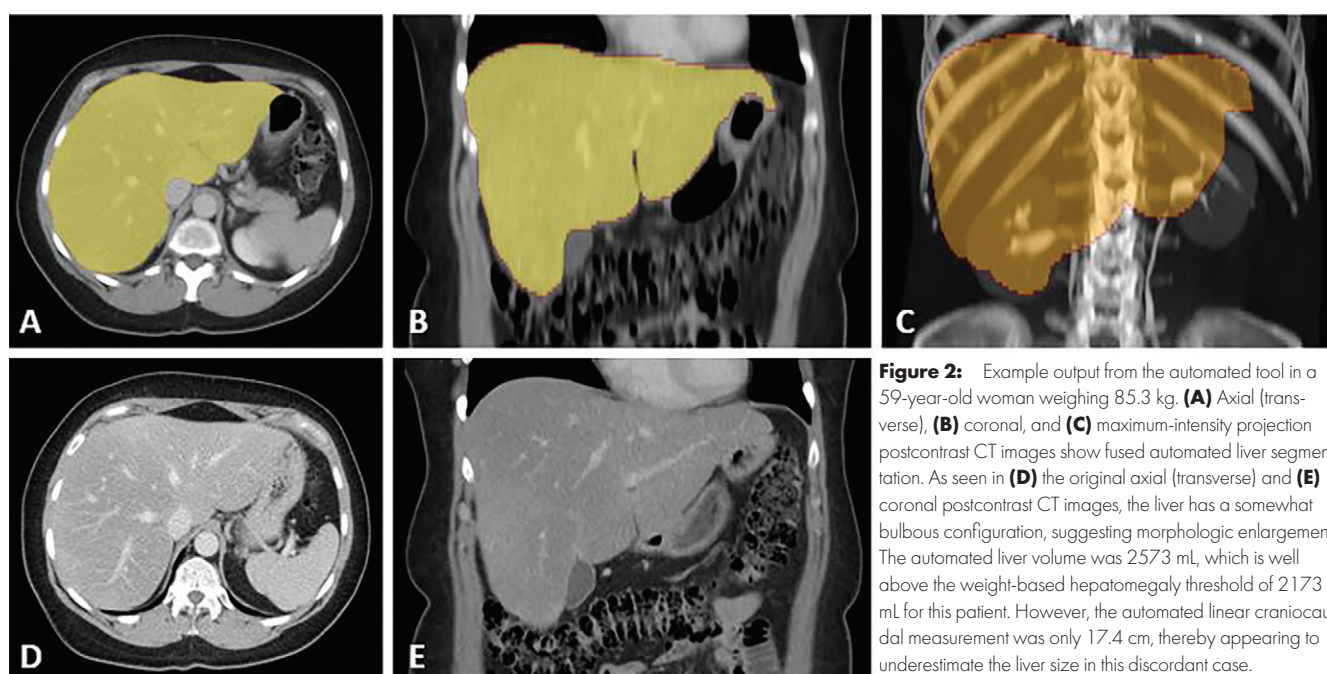 A
B
C
D
E
Figure 2: Example output from the automated tool in a
59-year-old woman weighing 85.3 kg. (A) Axial (trans-
verse), (B) coronal, and (C) maximum-intensity projection
postcontrast CT images show fused automated liver segmen
tation. As seen in (D) the original axial (transverse) and (E)
coronal postcontrast CT images, the liver has a somewhat
bulbous configuration, suggesting morphologic enlargemen
The automated liver volume was 2573 mL, which is well
above the weight-based hepatomegaly threshold of 2173
mL for this patient. However, the automated linear craniocau
dal measurement was only 17.4 cm, thereby appearing to
underestimate the liver size in this discordant case.